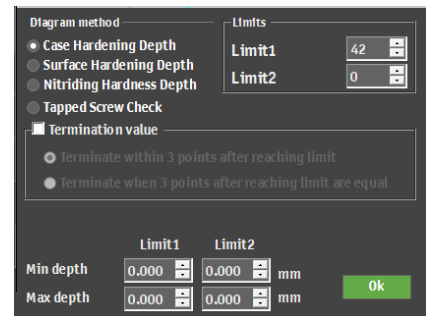 Diagram method
Limits
Case Hardening Depth
Limit1 42
Surface Hardening Depth
Limit2 0
Nitriding Hardness Depth
Tapped Screw Check
Termination value
Terminate within 3 points after reaching limit
Terminate when 3 points after reaching limit are equal
Limit1 Limit2
Min depth 0.000 0.000 mm
Max depth 0.000 0.000 mm
Ok